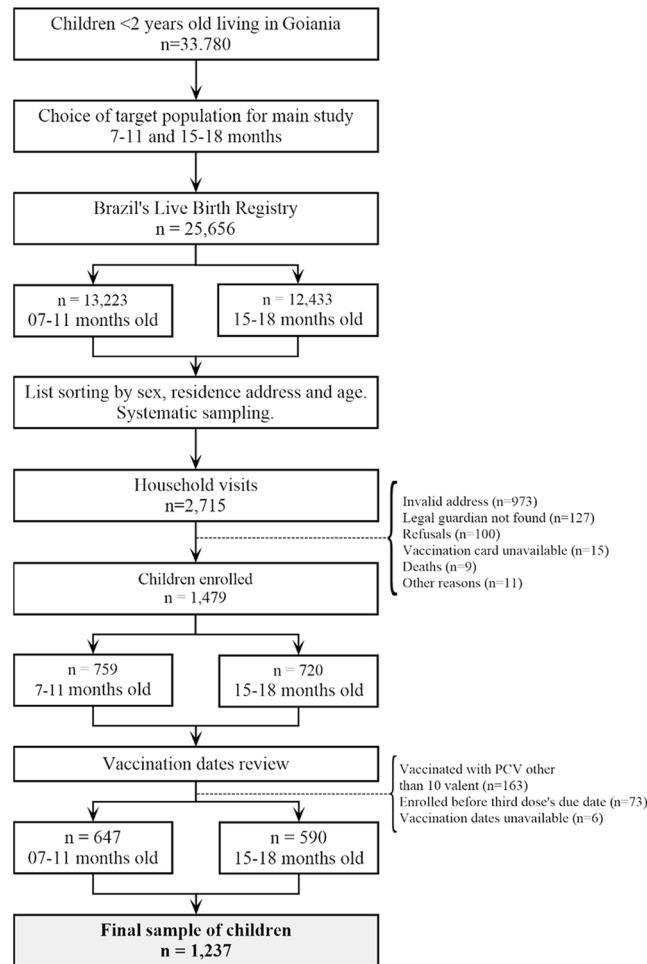 Children <2 years old living in Goiania
n=33.780
Choice of target population for main study
7-11 and 15-18 months
Brazil's Live Birth Registry
n = 25,656
n = 13,223
07-11 months old
n = 12,433
15-18 months old
List sorting by sex, residence address and age.
Systematic sampling.
Household visits
n=2,715
Invalid address (n=973)
Legal guardian not found (n=127)
Refusals (n=100)
Vaccination card unavailable (n=15)
Deaths (n=9)
Other reasons (n=11)
Children enrolled
n = 1,479
n = 759
7-11 months old
n = 720
15-18 months old
Vaccination dates review
Vaccinated with PCV other
than 10 valent (n=163)
Enrolled before third dose's due date (n=73)
Vaccination dates unavailable (n=6)
n = 647
07-11 months old
n = 590
15-18 months old
Final sample of children
n = 1,237